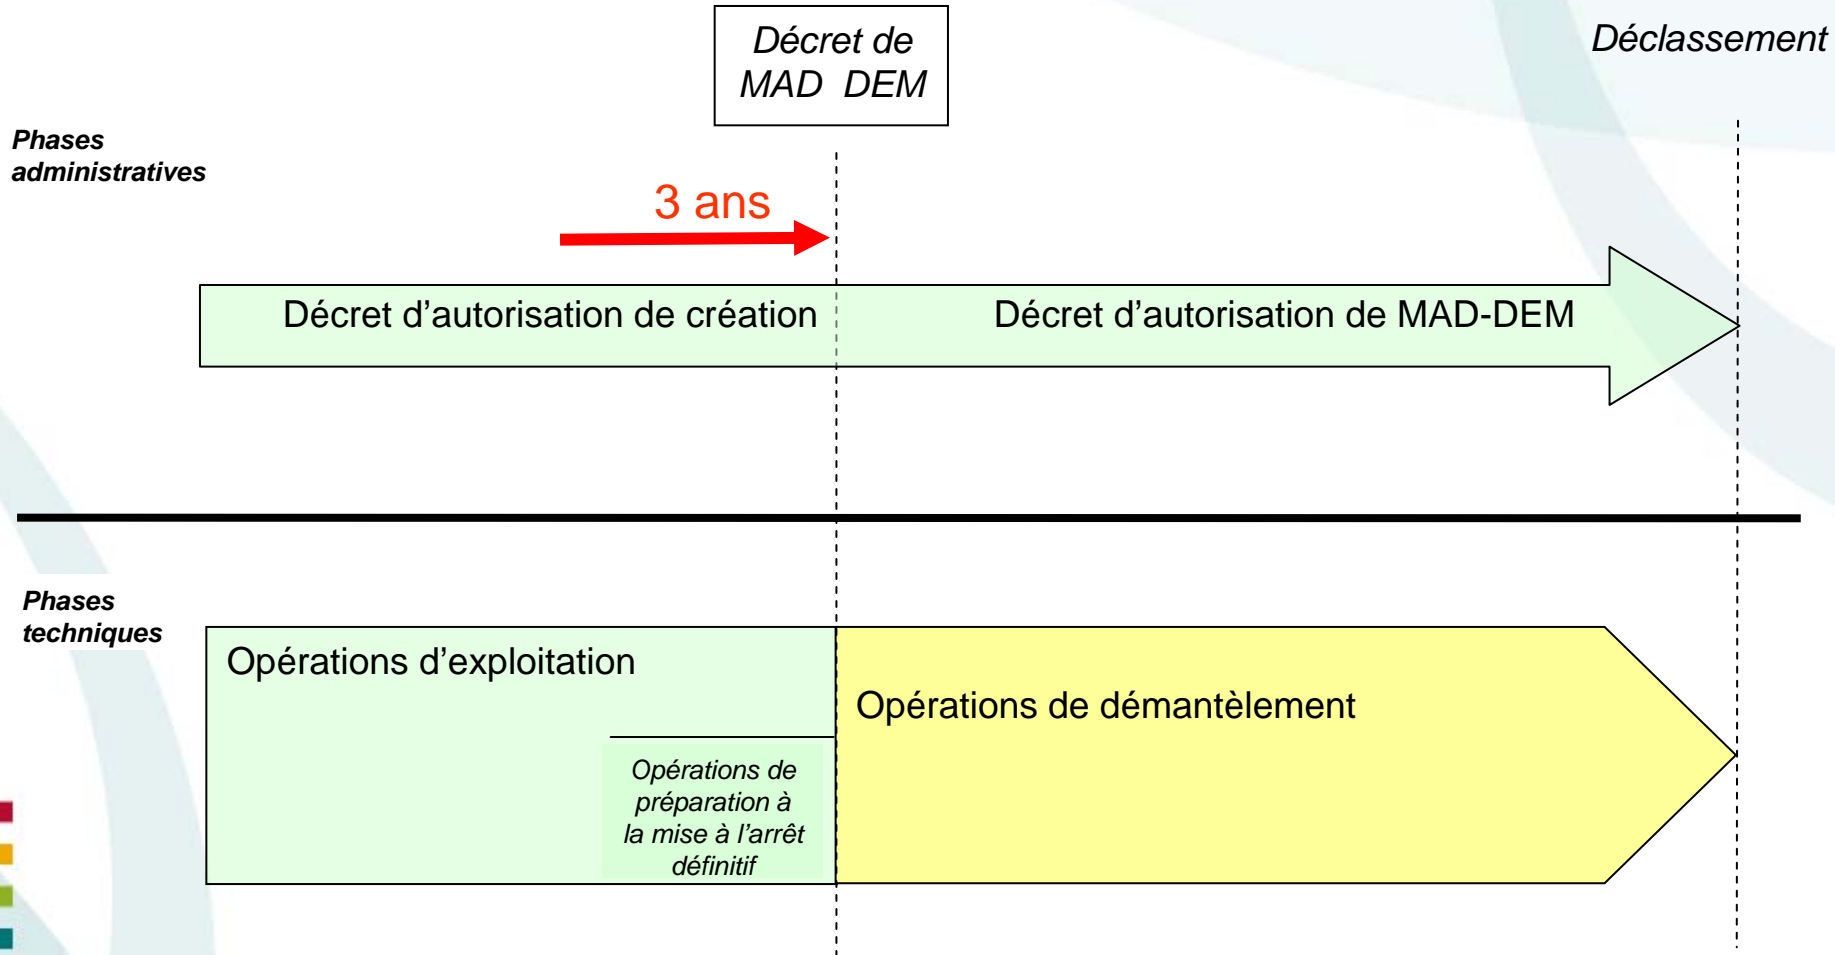 Décret de
MAD DEM
Déclassement
Phases
administratives
3 ans
Décret d’autorisation de création
Décret d’autorisation de MAD-DEM
Phases
techniques
Opérations d’exploitation
Opérations de démantèlement
Opérations de
préparation à
la mise à l’arrêt
définitif